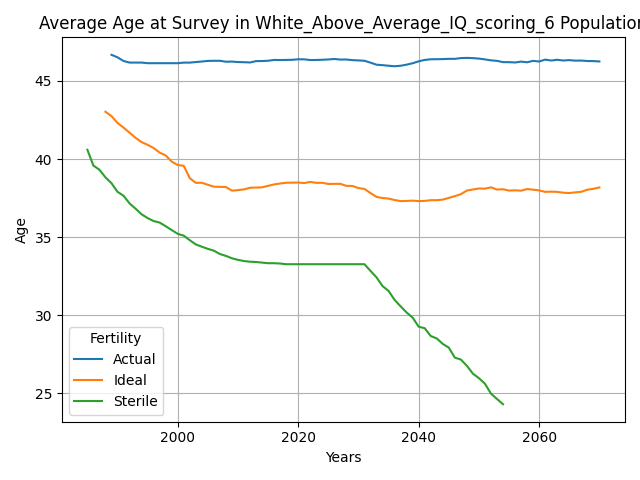 Average Age at Survey in White_Above_Average_IQ_scoring_6 Population
Age
45
40
35
30
25
Fertility
Actual
Ideal
Sterile
2000 2020 2040 2060
Years